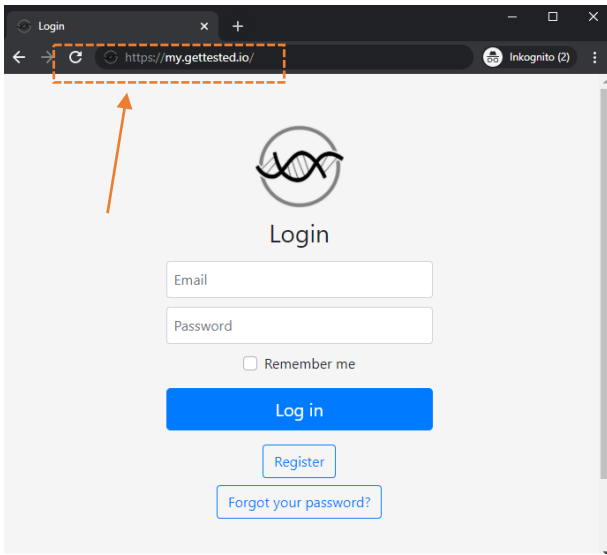 Login
https://my.gettested.io/
Inkognito (2)
Login
Email
Password
Remember me
Log in
Register
Forgot your password?